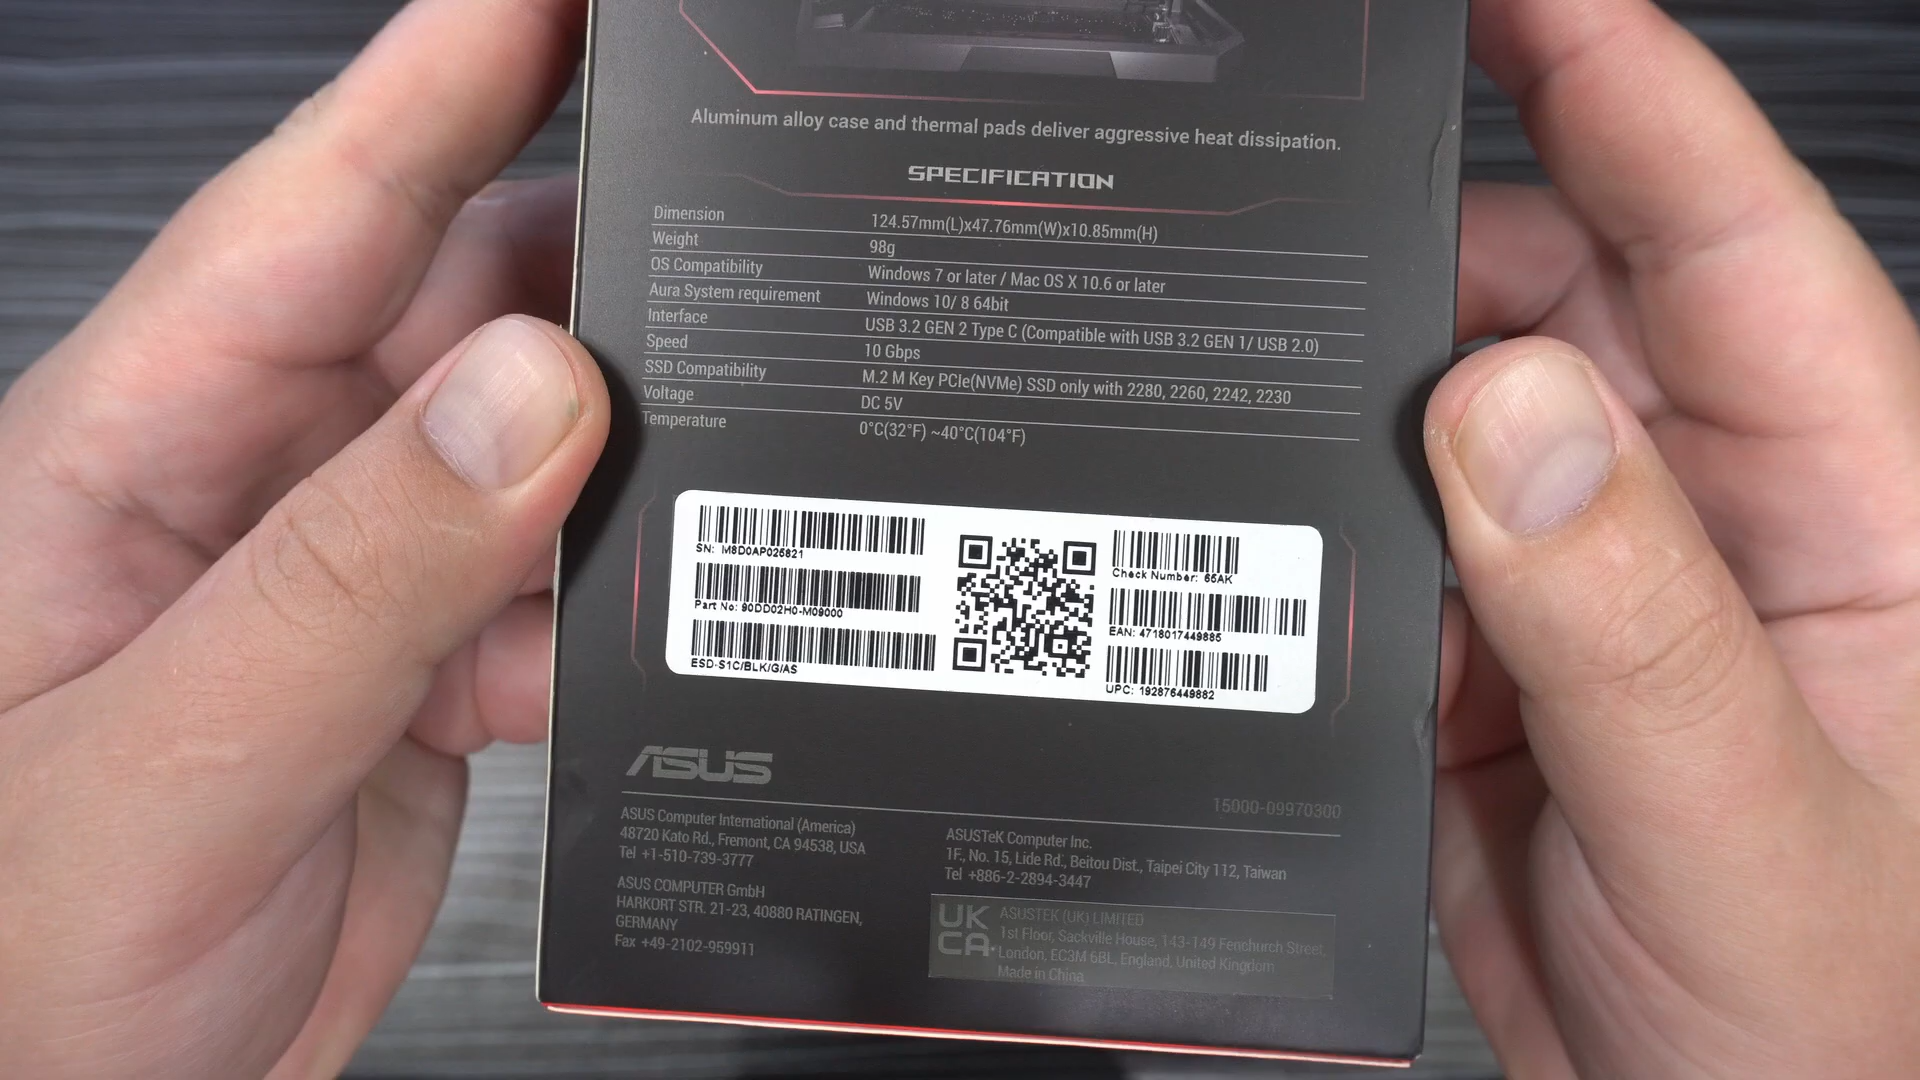 Aluminum alloy case and thermal pads deliver aggressive heat dissipation.
SPECIFICATION
Dimension 124.57mm(L)x47.76mm(W)x10.85mm(H)
Weight 98g
OS Compatibility Windows 7 or later / Mac OS X 10.6 or later
Aura System requirement Windows 10/ 8 64bit
Interface USB 3.2 GEN 2 Type C (Compatible with USB 3.2 GEN 1/ USB 2.0)
Speed 10 Gbps
SSD Compatibility M.2 M Key PCIe(NVMe) SSD only with 2280, 2260, 2242, 2230
Voltage DC 5V
Temperature 0°C(32°F) ~40°C(104°F)
SN: M8D0AP025821
Part No: 90DD02H0-M09000
ESD-S1C/BLK/G/AS
Check Number: 65AK
EAN: 4718017449885
UPC: 192876449882
ASUS
15000-09970300
ASUS Computer International (America)
48720 Kato Rd., Fremont, CA 94538, USA
Tel +1-510-739-3777
ASUS COMPUTER GmbH
HARKORT STR. 21-23, 40880 RATINGEN,
GERMANY
Fax +49-2102-959911
ASUSTeK Computer Inc.
1F., No. 15, Lide Rd., Beitou Dist., Taipei City 112, Taiwan
Tel +886-2-2894-3447
UK
CA
ASUSTEK (UK) LIMITED
1st Floor, Sackville House, 143-149 Fenchurch Street,
London, EC3M 6BL, England, United Kingdom
Made in China